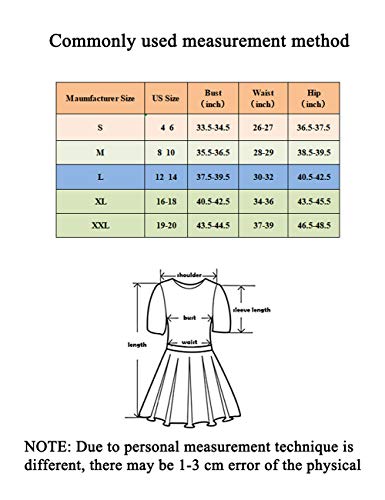 Commonly used measurement method
Maunfacturer Size US Size Bust (inch) Waist (inch) Hip (inch)
S 4 6 33.5-34.5 26-27 36.5-37.5
M 8 10 35.5-36.5 28-29 38.5-39.5
L 12 14 37.5-39.5 30-32 40.5-42.5
XL 16-18 40.5-42.5 34-36 43.5-45.5
XXL 19-20 43.5-44.5 37-39 46.5-48.5
shoulder
sleeve length
bust
length
waist
NOTE: Due to personal measurement technique is
different, there may be 1-3 cm error of the physical